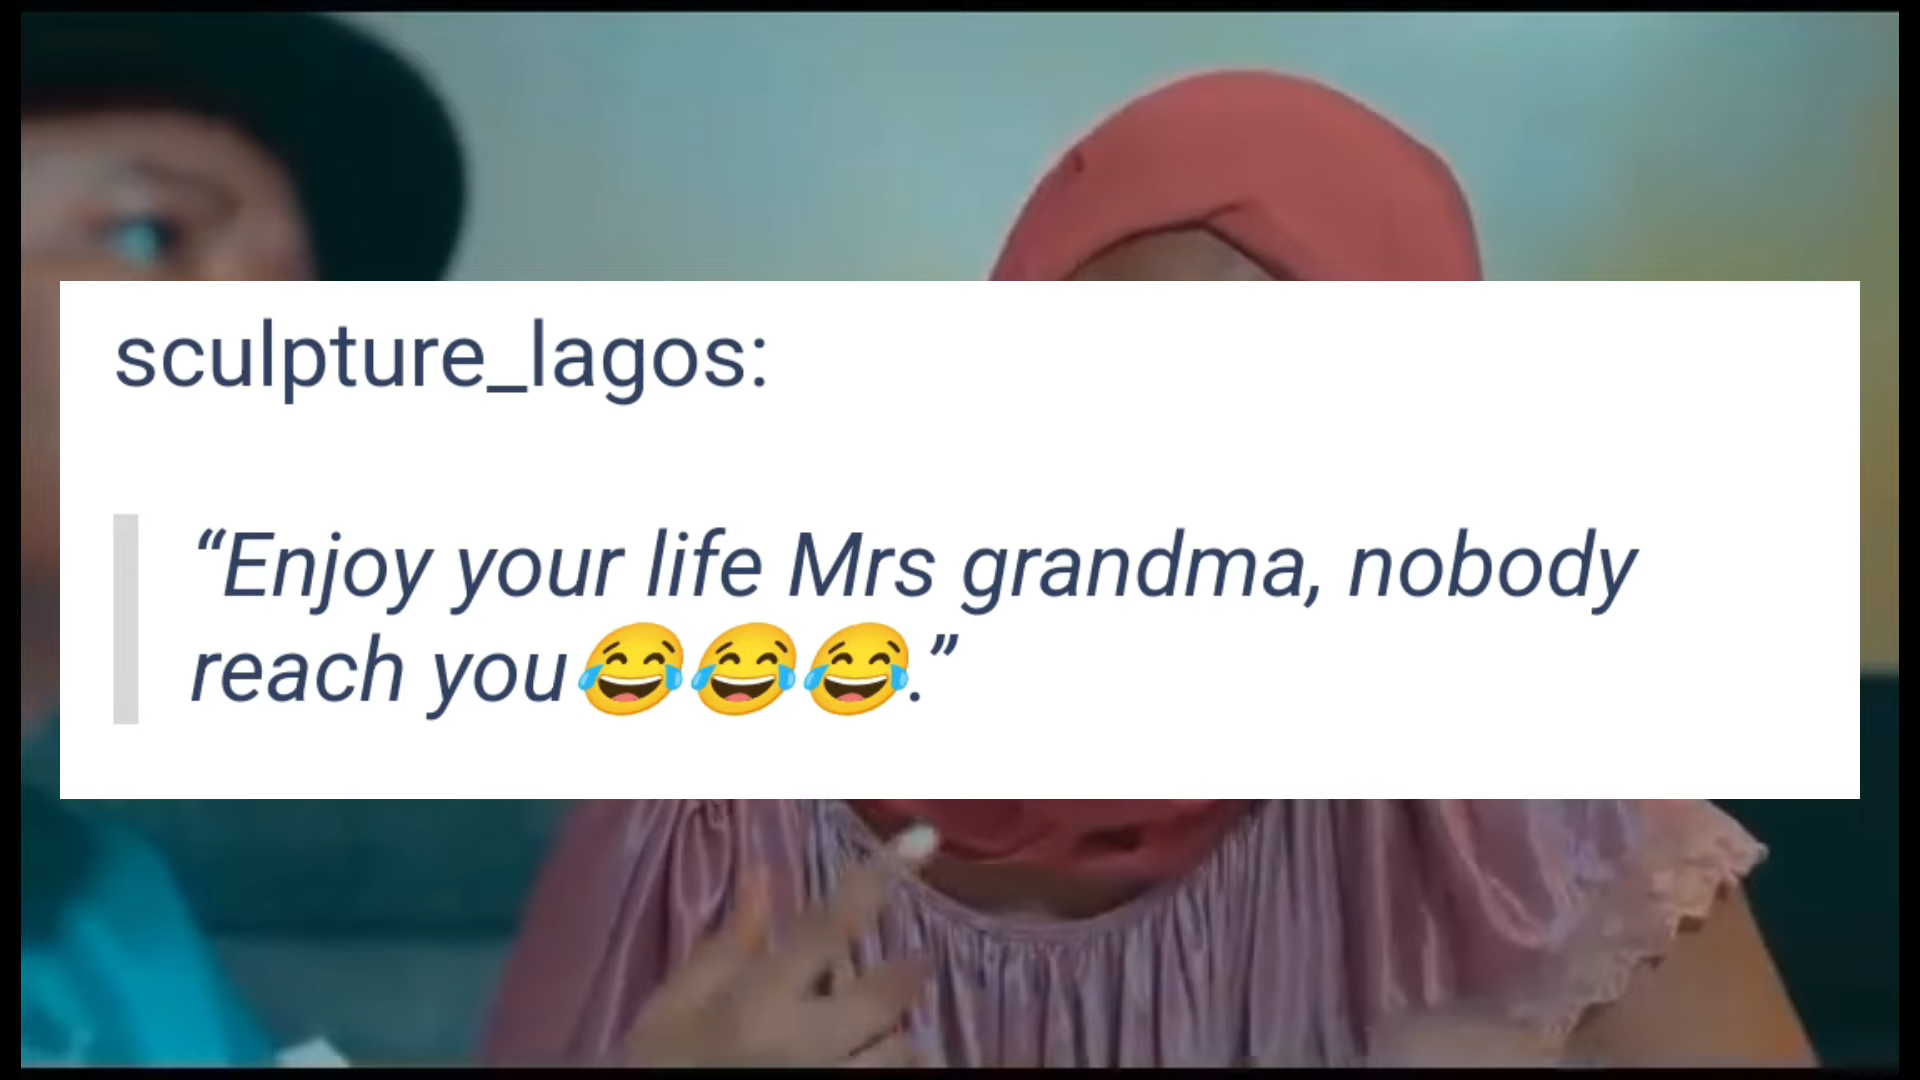 sculpture_lagos:
“Enjoy your life Mrs grandma, nobody
reach you😂😂😂.”